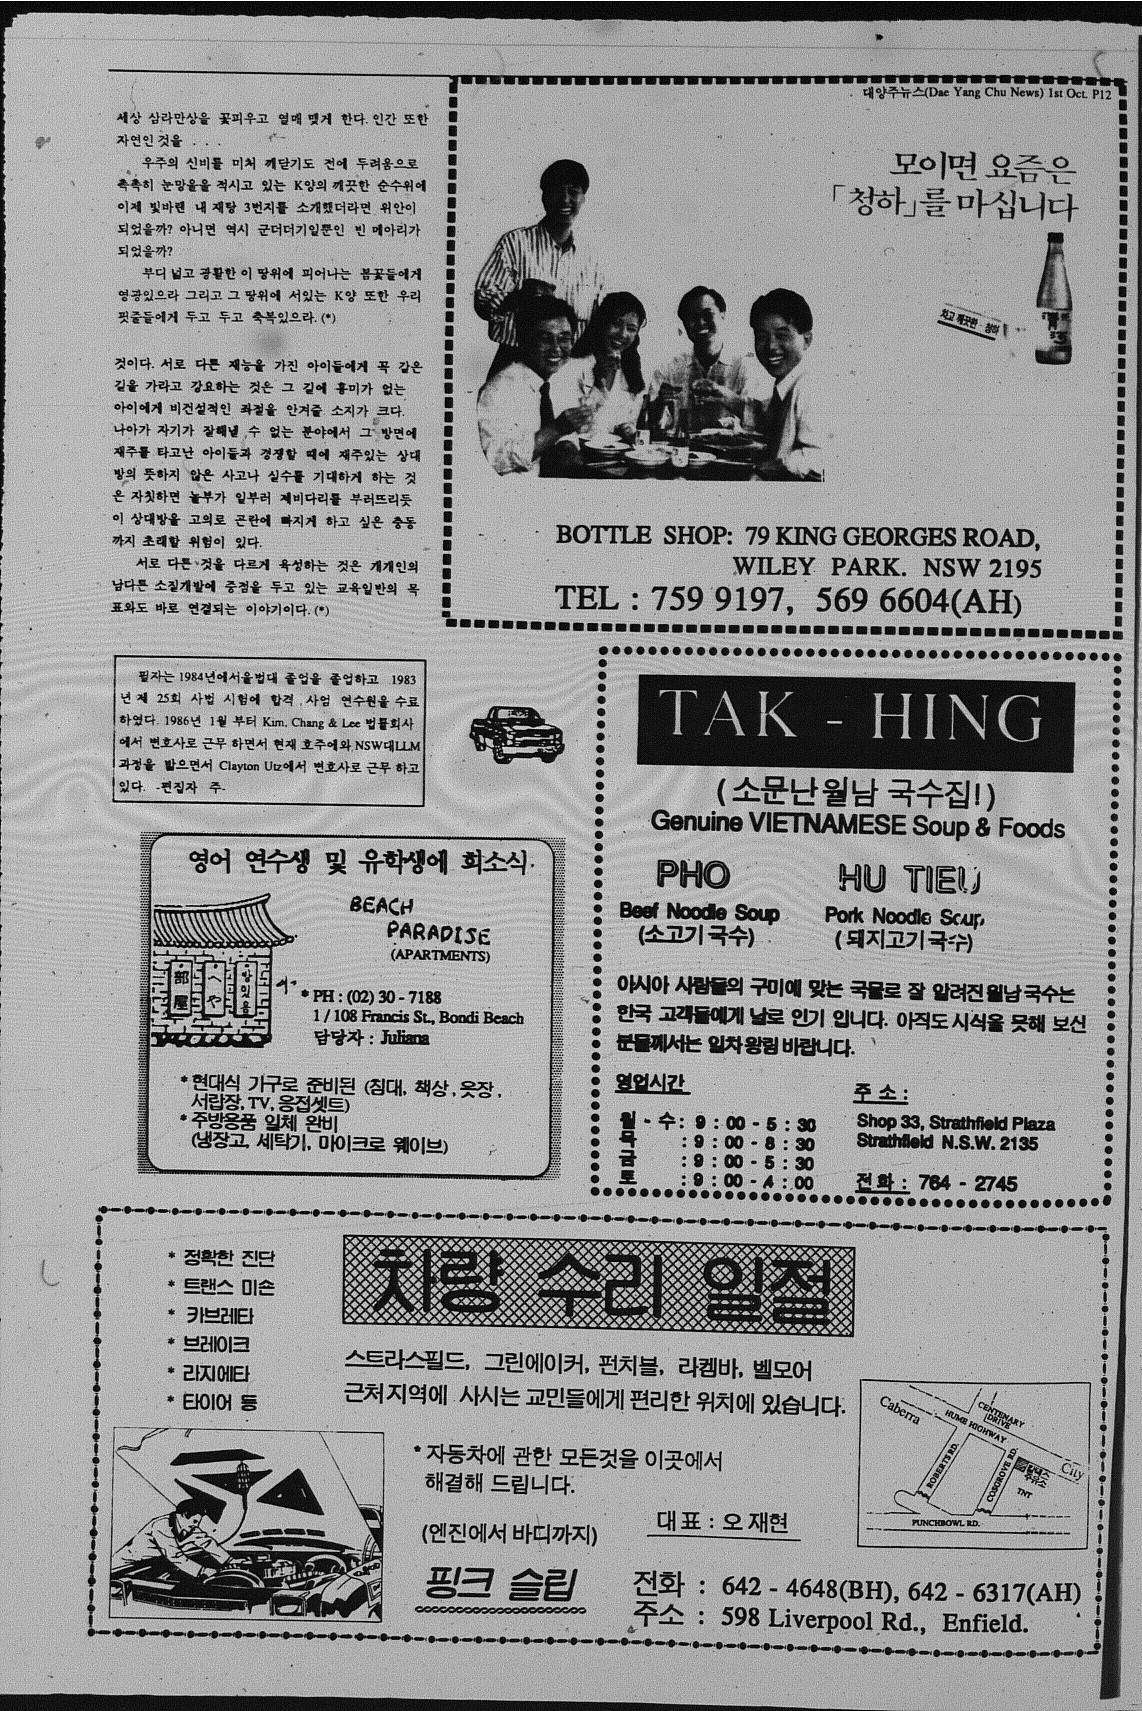 대양주뉴스(Dae Yang Chu News) 1st Oct. P12
세상 삼라만상을 꽃피우고 열매 맺게 한다. 인간 또한
자연인 것을 . . .
우주의 신비를 미처 깨닫기도 전에 두려움으로
촉촉히 눈망울을 적시고 있는 K양의 깨끗한 순수위에
이제 빛바랜 내 재탕 3번지를 소개했더라면 위안이
되었을까? 아니면 역시 군더더기일뿐인 빈 메아리가
되었을까?
부디 넓고 광활한 이 땅위에 피어나는 봄꽃들에게
영광있으라 그리고 그 땅위에 서있는 K양 또한 우리
핏줄들에게 두고 두고 축복있으라. (*)
것이다. 서로 다른 재능을 가진 아이들에게 꼭 같은
길을 가라고 강요하는 것은 그 길에 흥미가 없는
아이에게 비건설적인 좌절을 안겨줄 소지가 크다.
나아가 자기가 잘해낼 수 없는 분야에서 그 방면에
재주를 타고난 아이들과 경쟁할 때에 재주있는 상대
방의 뜻하지 않은 사고나 실수를 기대하게 하는 것
은 자칫하면 놀부가 일부러 제비다리를 부러뜨리듯
이 상대방을 고의로 곤란에 빠지게 하고 싶은 충동
까지 초래할 위험이 있다.
서로 다른 것을 다르게 육성하는 것은 개개인의
남다른 소질개발에 중점을 두고 있는 교육일반의 목
표와도 바로 연결되는 이야기이다. (*)
필자는 1984년에서울법대 졸업을 졸업하고 1983
년 제 25회 사법 시험에 합격 . 사업 연수원을 수료
하였다. 1986년 1월 부터 Kim, Chang & Lee 법률회사
에서 변호사로 근무 하면서 현재 호주에와 NSW대LLM
과정을 밟으면서 Clayton Utz에서 변호사로 근무 하고
있다. -편집자 주-
모이면 요즘은
「청하」를 마십니다
차고 깨끗한 청하
BOTTLE SHOP: 79 KING GEORGES ROAD,
WILEY PARK. NSW 2195
TEL : 759 9197, 569 6604(AH)
TAK - HING
(소문난 월남 국수집!)
Genuine VIETNAMESE Soup & Foods
PHO HU TIEU
Beef Noodle Soup Pork Noodle Soup
(소고기 국수) (돼지고기 국수)
아시아 사람들의 구미에 맞는 국물로 잘 알려진 월남국수는
한국 고객들에게 날로 인기 입니다. 아직도 시식을 못해 보신
분들께서는 일차 왕림 바랍니다.
영업시간
월 - 수 : 9 : 00 - 5 : 30
목 : 9 : 00 - 8 : 30
금 : 9 : 00 - 5 : 30
토 : 9 : 00 - 4 : 00
주 소 :
Shop 33, Strathfield Plaza
Strathfield N.S.W. 2135
전화 : 764 - 2745
영어 연수생 및 유학생에 희소식.
BEACH
PARADISE
(APARTMENTS)
部屋
へや
방있음
* PH : (02) 30 - 7188
1 / 108 Francis St., Bondi Beach
담당자 : Juliana
* 현대식 가구로 준비된 (침대, 책상, 옷장,
서랍장, TV, 응접셋트)
* 주방용품 일체 완비
(냉장고, 세탁기, 마이크로 웨이브)
차량 수리 일절
* 정확한 진단
* 트랜스 미숀
* 카브레타
* 브레이크
* 라지에타
* 타이어 등
스트라스필드, 그린에이커, 펀치볼, 라켐바, 벨모어
근처지역에 사시는 교민들에게 편리한 위치에 있습니다.
* 자동차에 관한 모든것을 이곳에서
해결해 드립니다.
(엔진에서 바디까지)
대표 : 오 재현
핑크 슬립
전화 : 642 - 4648(BH), 642 - 6317(AH)
주소 : 598 Liverpool Rd., Enfield.
Caberra
CENTENARY
DRIVE
HUME HIGHWAY
ROBERTS RD.
COSGROVE RD.
City
TNT
PUNCHBOWL RD.